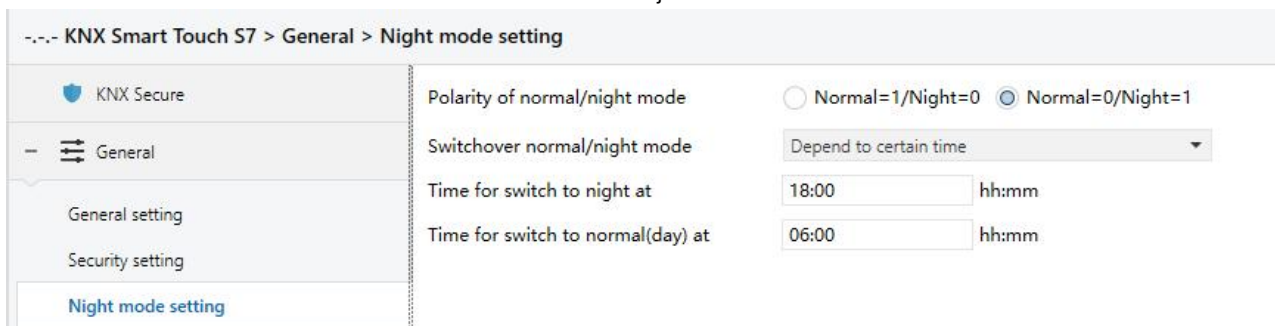 -.-.- KNX Smart Touch S7 > General > Night mode setting
KNX Secure
General
General setting
Security setting
Night mode setting
Polarity of normal/night mode Normal=1/Night=0 Normal=0/Night=1
Switchover normal/night mode Depend to certain time
Time for switch to night at 18:00 hh:mm
Time for switch to normal(day) at 06:00 hh:mm